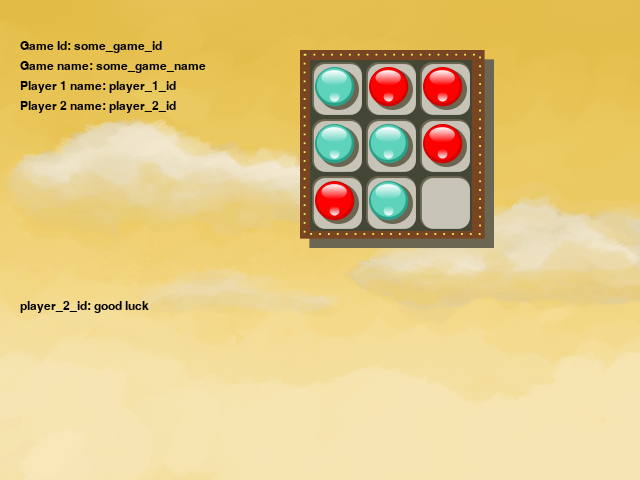 Game Id: some_game_id
Game name: some_game_name
Player 1 name: player_1_id
Player 2 name: player_2_id
player_2_id: good luck